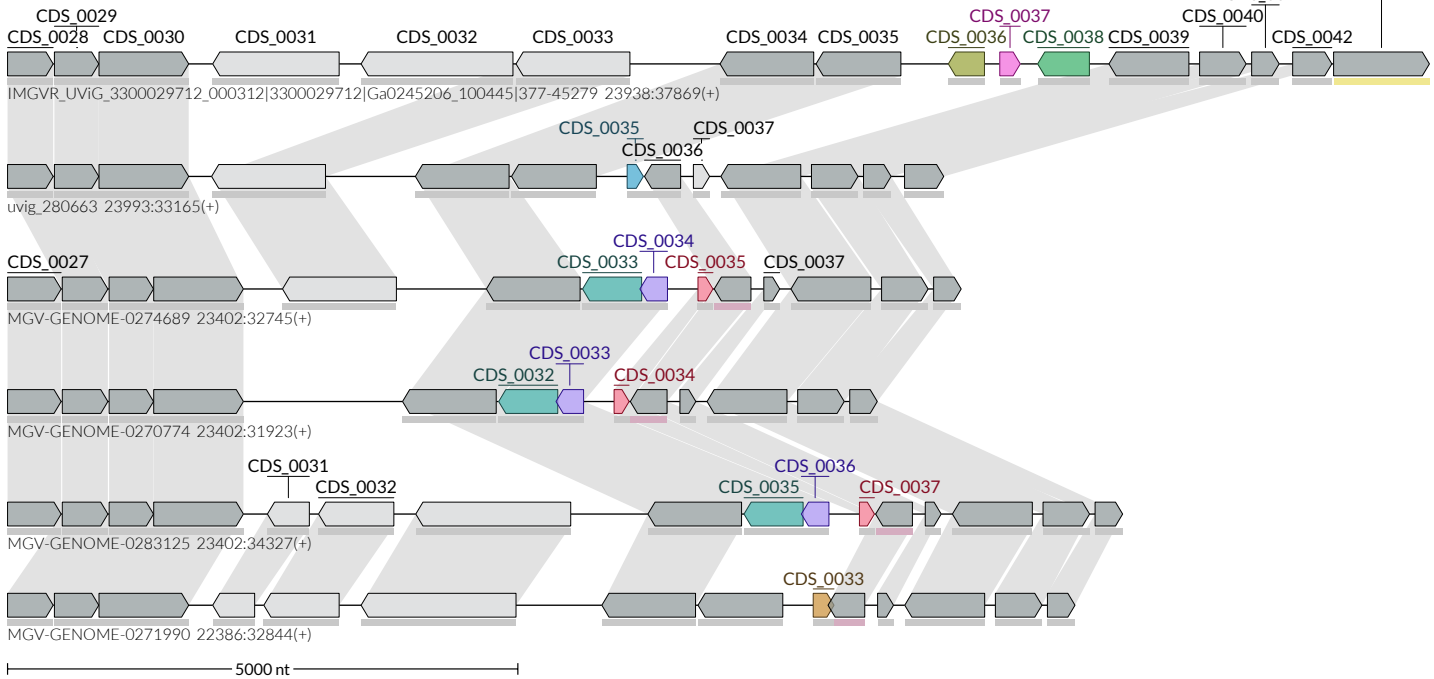 CDS_0029 CDS_0037 CDS_0040
CDS_0028 CDS_0030 CDS_0031 CDS_0032 CDS_0033 CDS_0034 CDS_0035 CDS_0036 CDS_0038 CDS_0039 CDS_0042
IMGVR_UViG_3300029712_000312|3300029712|Ga0245206_100445|377-45279 23938:37869(+)
CDS_0035 CDS_0037
CDS_0036
uvig_280663 23993:33165(+)
CDS_0034
CDS_0027 CDS_0033 CDS_0035 CDS_0037
MGV-GENOME-0274689 23402:32745(+)
CDS_0033
CDS_0032 CDS_0034
MGV-GENOME-0270774 23402:31923(+)
CDS_0031 CDS_0036
CDS_0032 CDS_0035 CDS_0037
MGV-GENOME-0283125 23402:34327(+)
CDS_0033
MGV-GENOME-0271990 22386:32844(+)
5000 nt